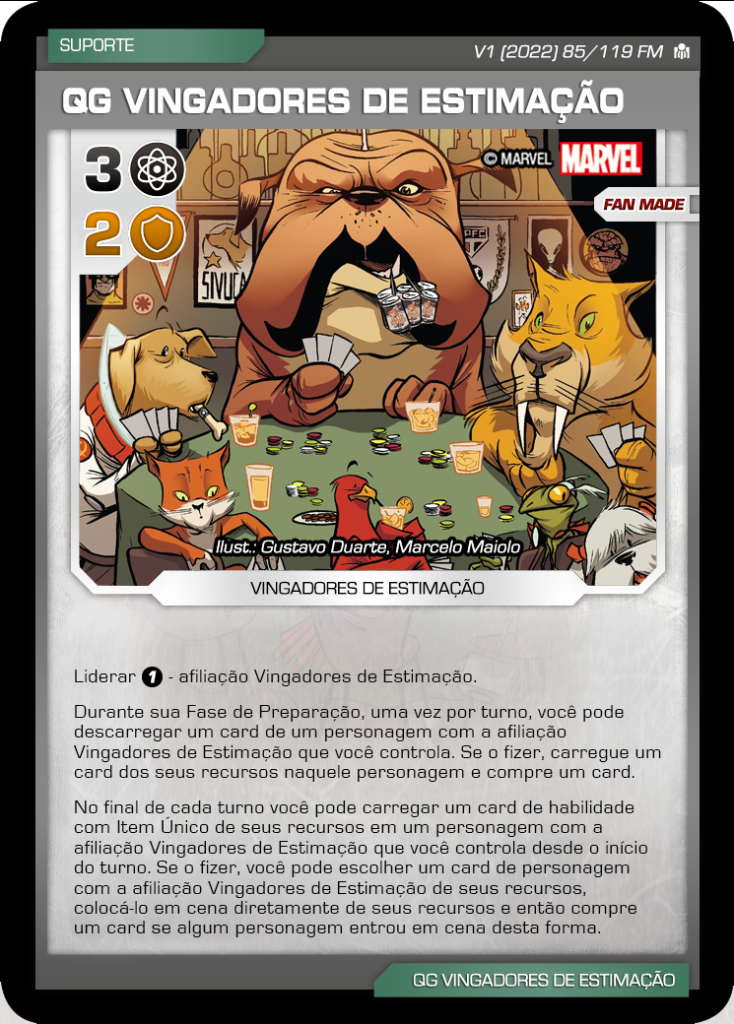 SUPORTE
V1 (2022) 85/119 FM
QG VINGADORES DE ESTIMAÇÃO
3
© MARVEL MARVEL
FAN MADE
2
SIVUCA
PFC
Ilust.: Gustavo Duarte, Marcelo Maiolo
VINGADORES DE ESTIMAÇÃO
Liderar 1 - afiliação Vingadores de Estimação.
Durante sua Fase de Preparação, uma vez por turno, você pode
descarregar um card de um personagem com a afiliação
Vingadores de Estimação que você controla. Se o fizer, carregue um
card dos seus recursos naquele personagem e compre um card.
No final de cada turno você pode carregar um card de habilidade
com Item Único de seus recursos em um personagem com a
afiliação Vingadores de Estimação que você controla desde o início
do turno. Se o fizer, você pode escolher um card de personagem
com a afiliação Vingadores de Estimação de seus recursos,
colocá-lo em cena diretamente de seus recursos e então compre
um card se algum personagem entrou em cena desta forma.
QG VINGADORES DE ESTIMAÇÃO